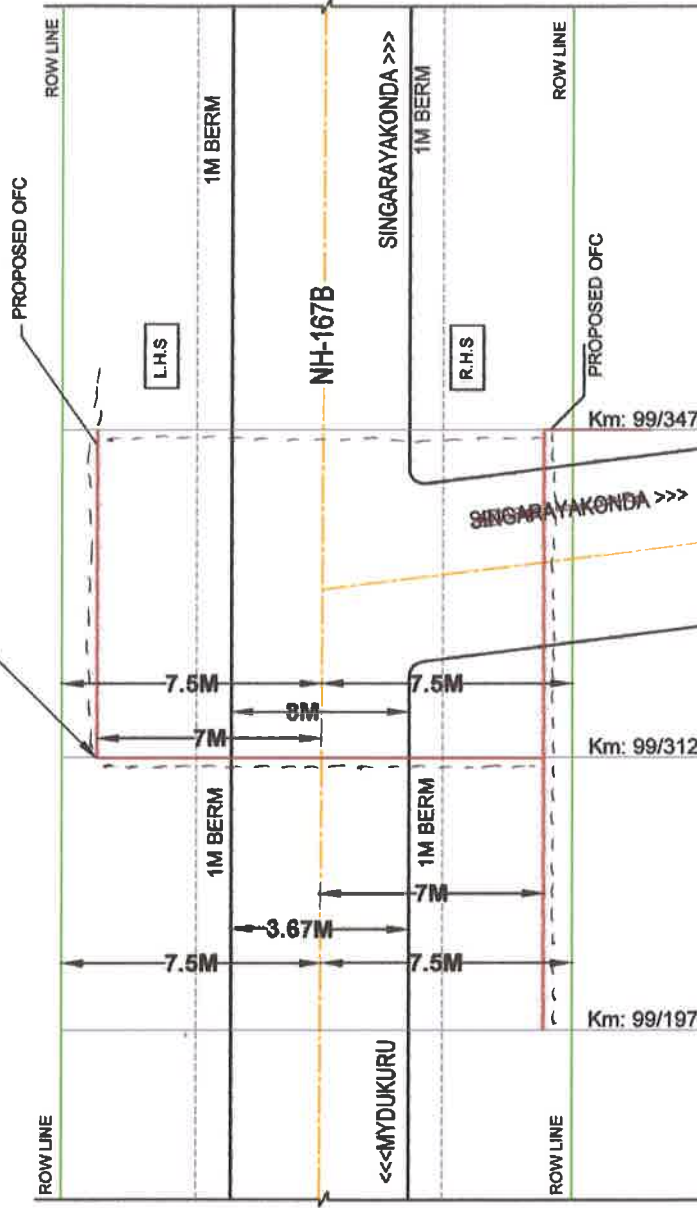 ROW LINE
ROW LINE
PROPOSED OFC
1M BERM
SINGARAYAKONDA >>>
1M BERM
L.H.S
NH-167B
R.H.S
PROPOSED OFC
Km: 99/347
SINGARAYAKONDA >>>
7.5M
7.5M
8M
7M
Km: 99/312
1M BERM
1M BERM
7M
3.67M
7.5M
7.5M
Km: 99/197
<<<MYDUKURU
ROW LINE
ROW LINE